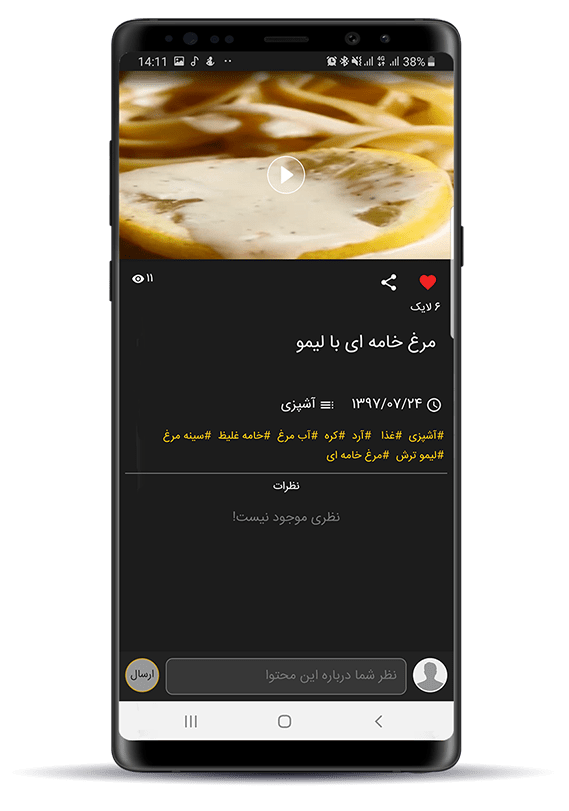 14:11 4G 38%
۱۱
۶ لایک
مرغ خامه ای با لیمو
۱۳۹۷/۰۷/۲۴ آشپزی
#آشپزی #غذا #آرد #کره #آب مرغ #خامه غلیظ #سینه مرغ
#لیمو ترش #مرغ خامه ای
نظرات
نظری موجود نیست!
نظر شما درباره این محتوا ارسال